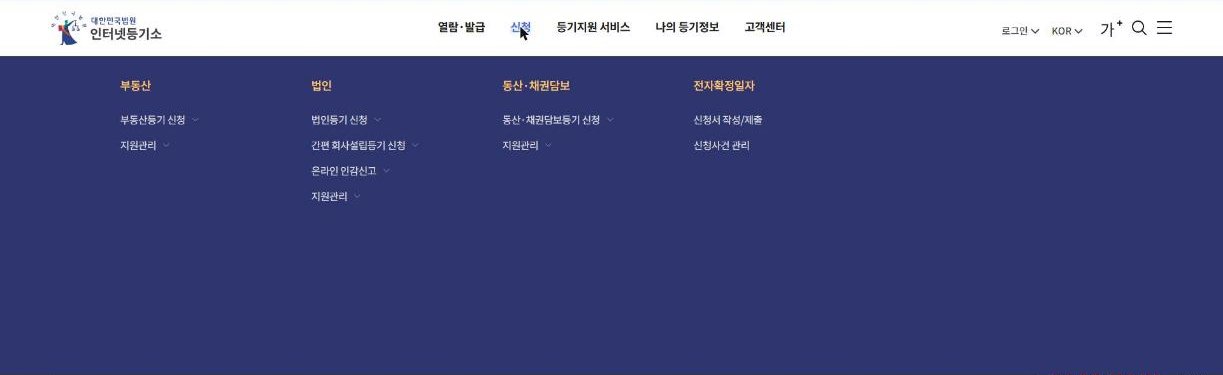 대한민국법원
인터넷등기소
열람·발급 신청 등기지원 서비스 나의 등기정보 고객센터
로그인 KOR 가+
부동산
부동산등기 신청
지원관리
법인
법인등기 신청
간편 회사설립등기 신청
온라인 인감신고
지원관리
동산·채권담보
동산·채권담보등기 신청
지원관리
전자확정일자
신청서 작성/제출
신청사건 관리